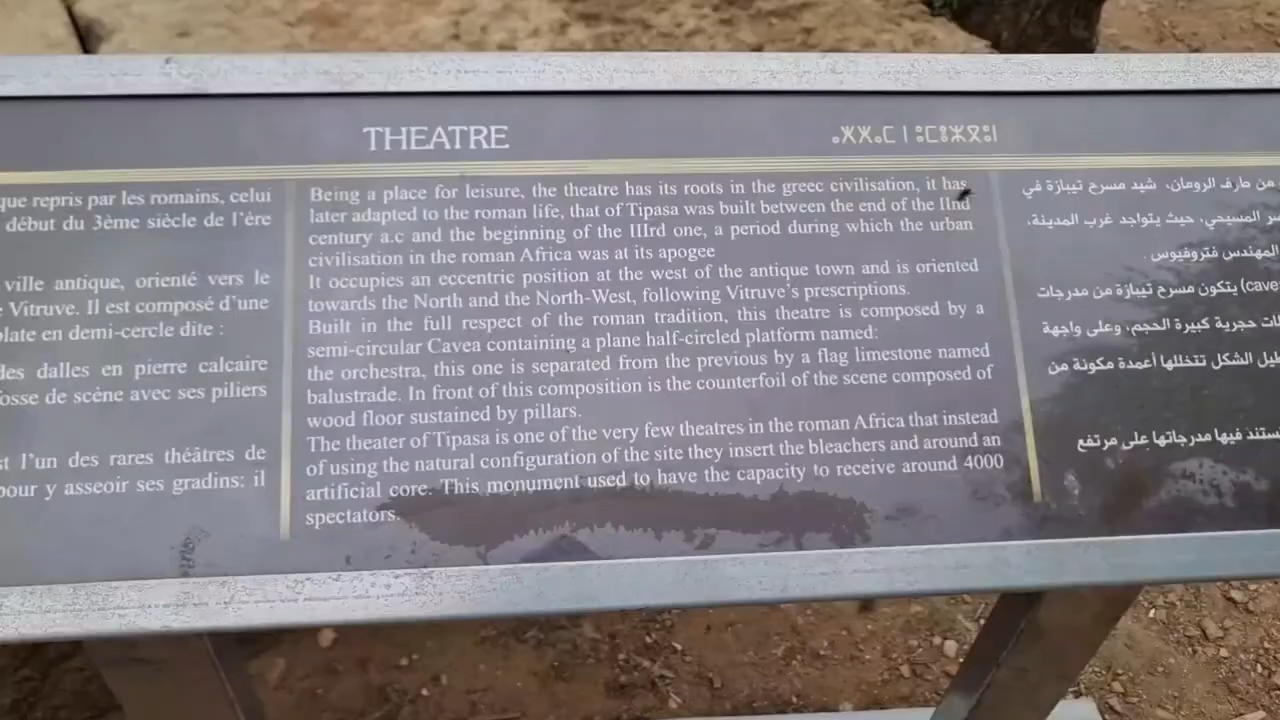 THEATRE
ⴰⵣⵣⴰⵎ ⵏ ⵓⵎⵓⵣⴳⵓⵏ
que repris par les romains, celui
début du 3ème siècle de l'ère
ville antique, orienté vers le
Vitruve. Il est composé d'une
plate en demi-cercle dite :
des dalles en pierre calcaire
fosse de scène avec ses piliers
l'un des rares théâtres de
pour y asseoir ses gradins: il
Being a place for leisure, the theatre has its roots in the greec civilisation, it has
later adapted to the roman life, that of Tipasa was built between the end of the IInd
century a.c and the beginning of the IIIrd one, a period during which the urban
civilisation in the roman Africa was at its apogee
It occupies an eccentric position at the west of the antique town and is oriented
towards the North and the North-West, following Vitruve's prescriptions.
Built in the full respect of the roman tradition, this theatre is composed by a
semi-circular Cavea containing a plane half-circled platform named:
the orchestra, this one is separated from the previous by a flag limestone named
balustrade. In front of this composition is the counterfoil of the scene composed of
wood floor sustained by pillars.
The theater of Tipasa is one of the very few theatres in the roman Africa that instead
of using the natural configuration of the site they insert the bleachers and around an
artificial core. This monument used to have the capacity to receive around 4000
spectators.
من طرف الرومان، شيد مسرح تيبازة في
المسيحي، حيث يتواجد غرب المدينة،
المهندس فتروفيوس.
يتكون مسرح تيبازة من مدرجات (cavea
حجرية كبيرة الحجم، وعلى واجهة
الشكل تتخللها أعمدة مكونة من
فيها مدرجاتها على مرتفع